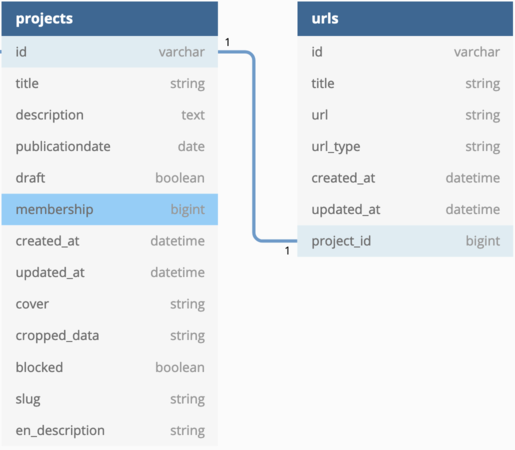 projects
id varchar
title string
description text
publicationdate date
draft boolean
membership bigint
created_at datetime
updated_at datetime
cover string
cropped_data string
blocked boolean
slug string
en_description string
1
1
urls
id varchar
title string
url string
url_type string
created_at datetime
updated_at datetime
project_id bigint